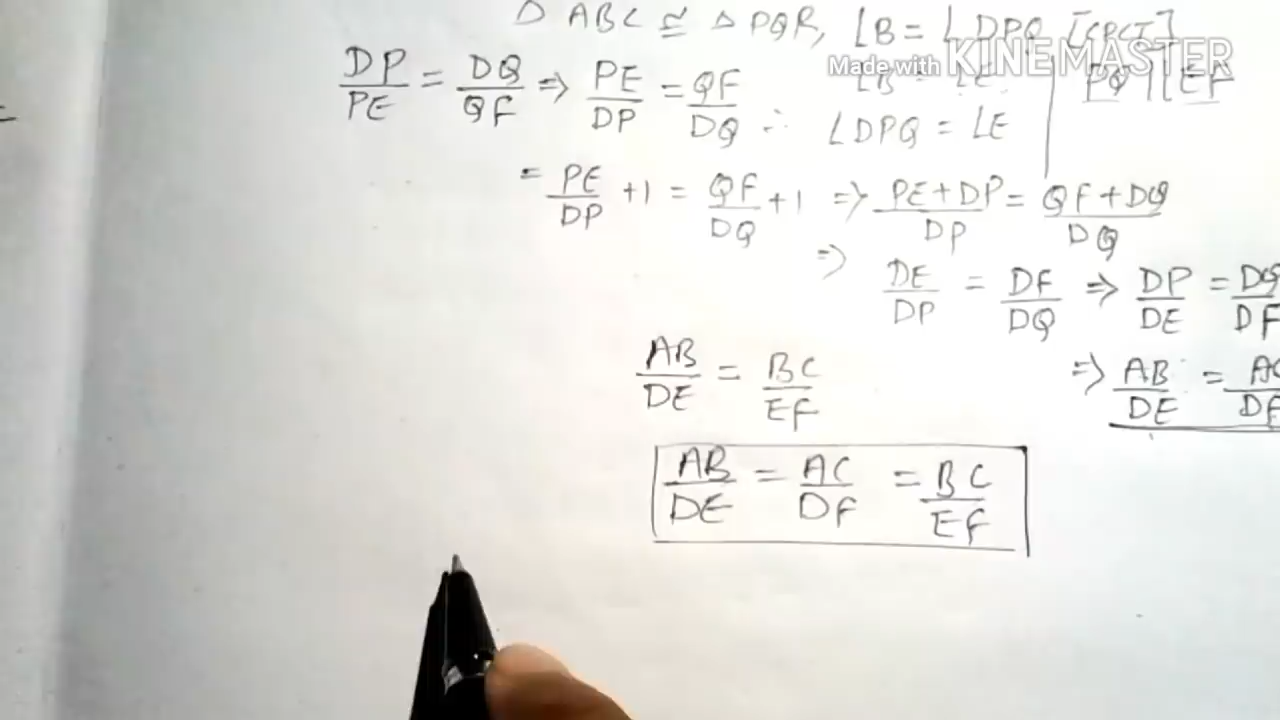 Δ ABC ≅ Δ PQR, ∠B = ∠DPQ [CPCT]
Made with KINEMASTER
∠B = ∠E PQ || EF
DP/PE = DQ/QF ⇒ PE/DP = QF/DQ ∴ ∠DPQ = ∠E
= PE/DP + 1 = QF/DQ + 1 ⇒ PE+DP/DP = QF+DQ/DQ
⇒ DE/DP = DF/DQ ⇒ DP/DE = DQ/DF
⇒ AB/DE = AC/DF
AB/DE = BC/EF
AB/DE = AC/DF = BC/EF